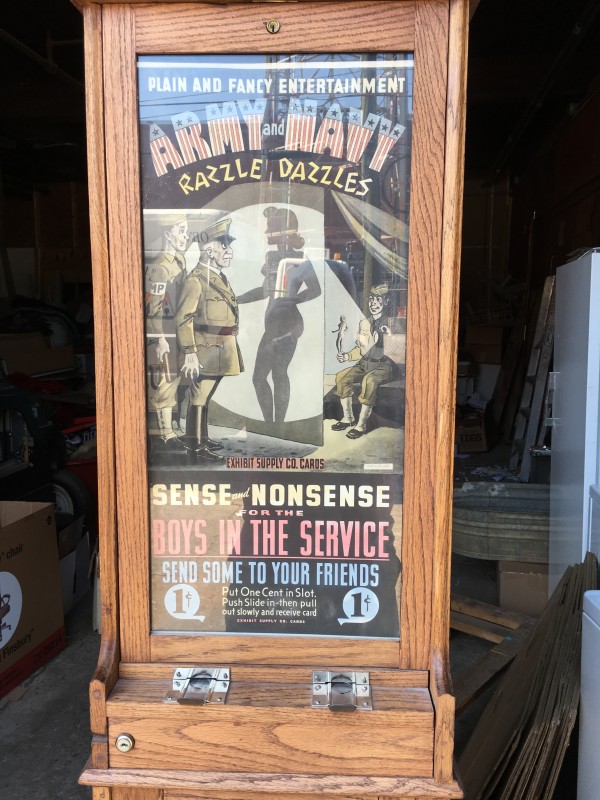 PLAIN AND FANCY ENTERTAINMENT
ARMY and NAVY
RAZZLE DAZZLES
MP
EXHIBIT SUPPLY CO. CARDS
SENSE and NONSENSE
FOR THE
BOYS IN THE SERVICE
SEND SOME TO YOUR FRIENDS
1¢ Put One Cent in Slot. 1¢
Push Slide in-then pull
out slowly and receive card
EXHIBIT SUPPLY CO. CARDS
chair